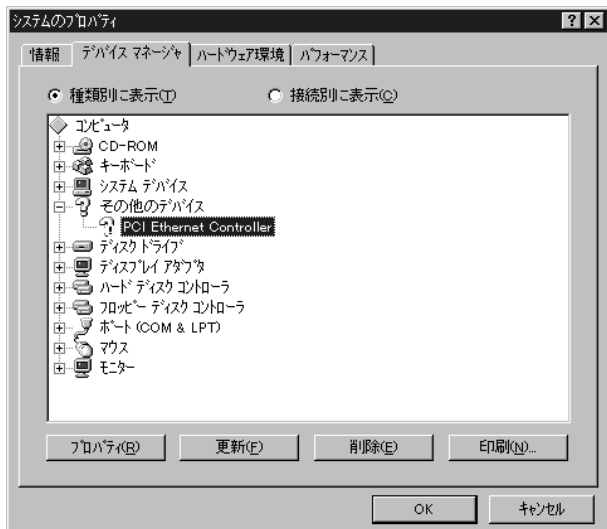 システムのプロパティ
情報 デバイス マネージャ ハードウェア環境 パフォーマンス
種類別に表示(T) 接続別に表示(C)
コンピュータ
CD-ROM
キーボード
システム デバイス
その他のデバイス
PCI Ethernet Controller
ディスク ドライブ
ディスプレイ アダプタ
ハード ディスク コントローラ
フロッピー ディスク コントローラ
ポート (COM & LPT)
マウス
モニター
プロパティ(R) 更新(F) 削除(E) 印刷(N)...
OK キャンセル